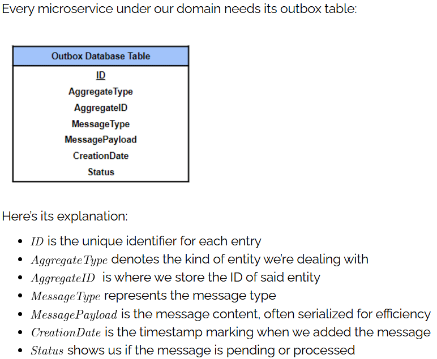 Every microservice under our domain needs its outbox table:
Outbox Database Table
ID
AggregateType
AggregateID
MessageType
MessagePayload
CreationDate
Status
Here's its explanation:
• ID is the unique identifier for each entry
• AggregateType denotes the kind of entity we're dealing with
• AggregateID is where we store the ID of said entity
• MessageType represents the message type
• MessagePayload is the message content, often serialized for efficiency
• CreationDate is the timestamp marking when we added the message
• Status shows us if the message is pending or processed